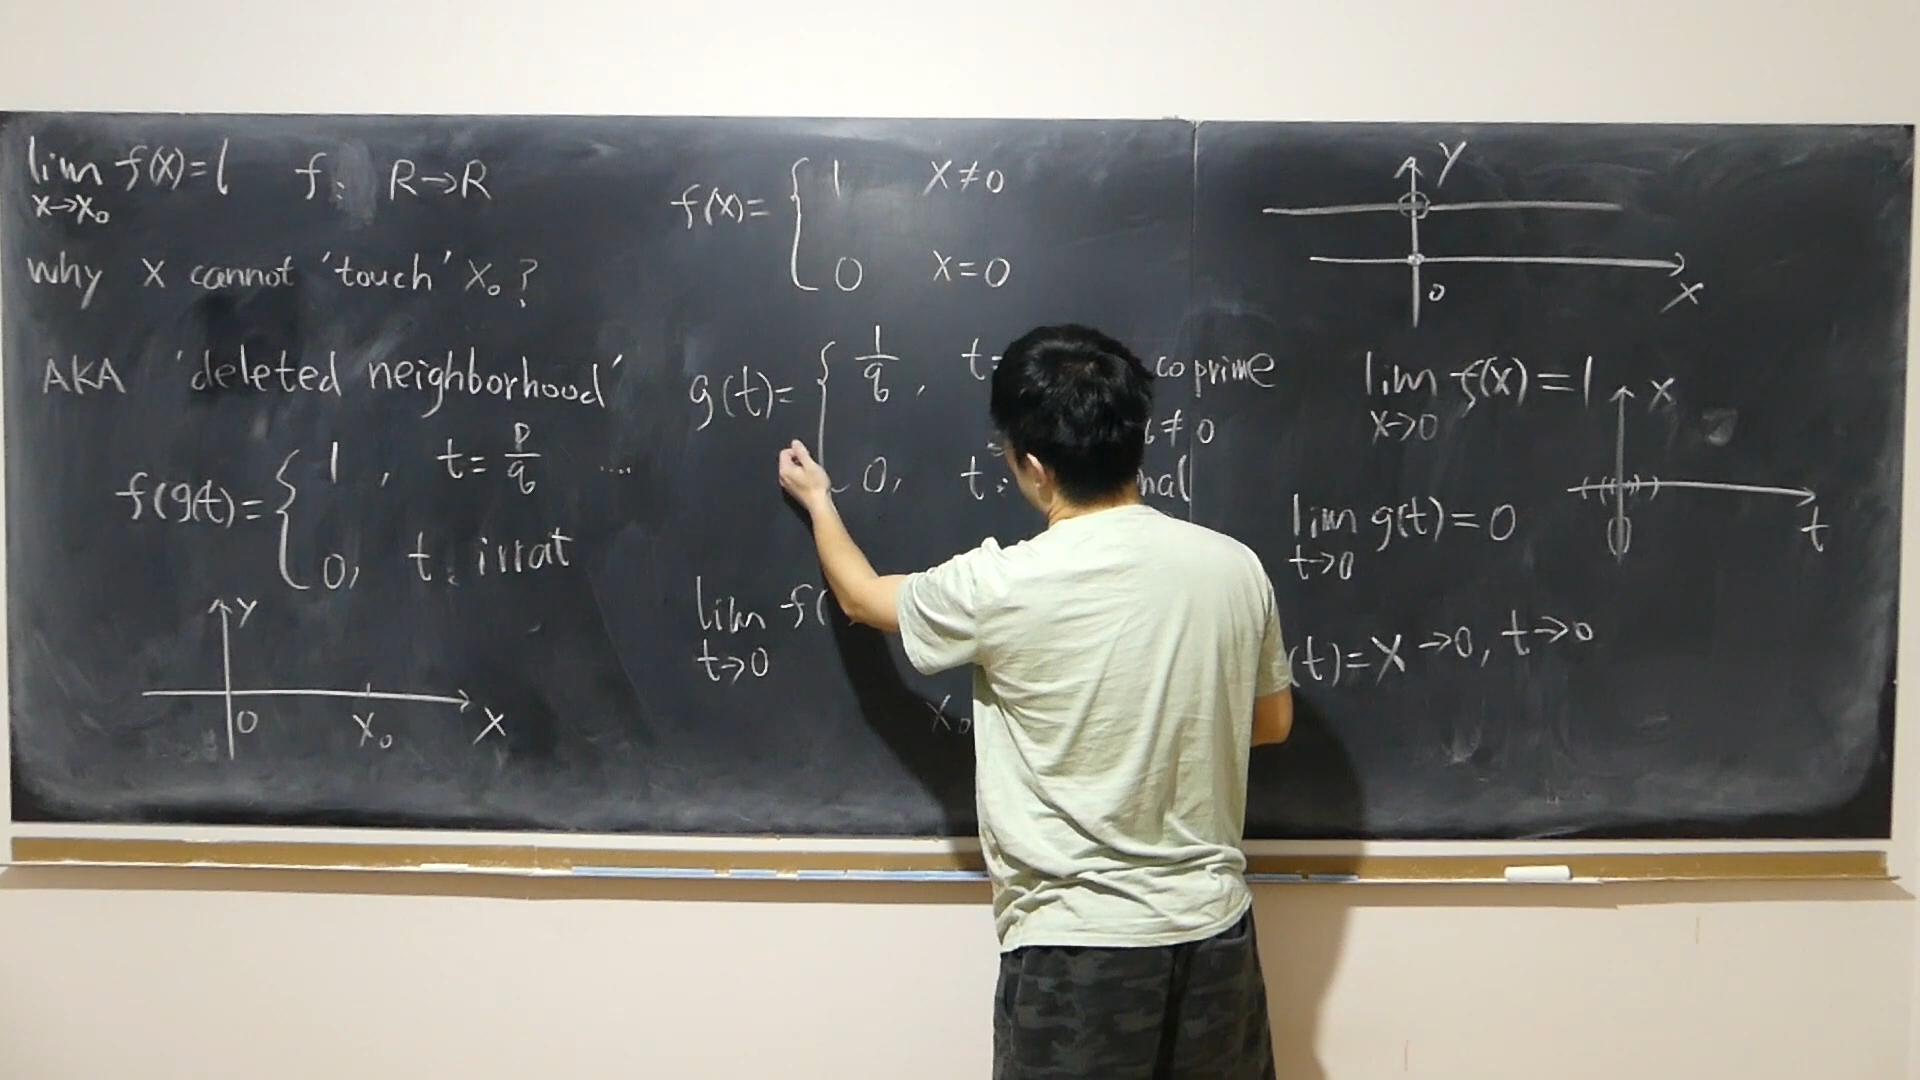 lim f(x)=l f: R→R
x→x₀
why x cannot 'touch' x₀?
AKA 'deleted neighborhood'
f(g(t)= { 1, t= p/q ....
0, t: irrat
y
0 x₀ x
f(x)= { 1 x≠0
0 x=0
g(t)= { 1/q, t= coprime
≠0
0, t:
lim f(
t→0
x₀
y
0 x
lim f(x)=1
x→0
x
0 t
lim g(t)=0
t→0
(t)=x→0, t→0